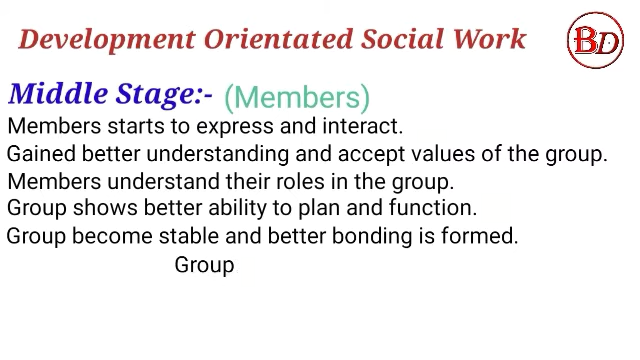 Development Orientated Social Work
BD
Middle Stage:- (Members)
Members starts to express and interact.
Gained better understanding and accept values of the group.
Members understand their roles in the group.
Group shows better ability to plan and function.
Group become stable and better bonding is formed.
Group